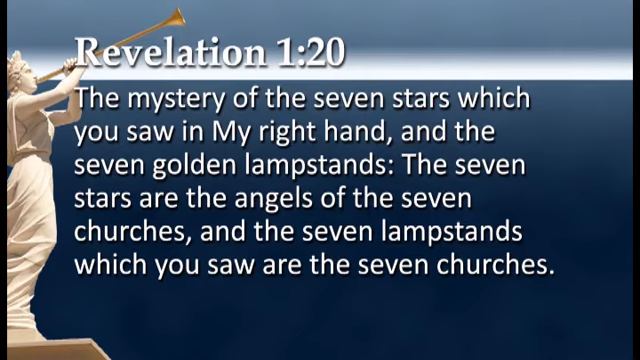 Revelation 1:20
The mystery of the seven stars which
you saw in My right hand, and the
seven golden lampstands: The seven
stars are the angels of the seven
churches, and the seven lampstands
which you saw are the seven churches.